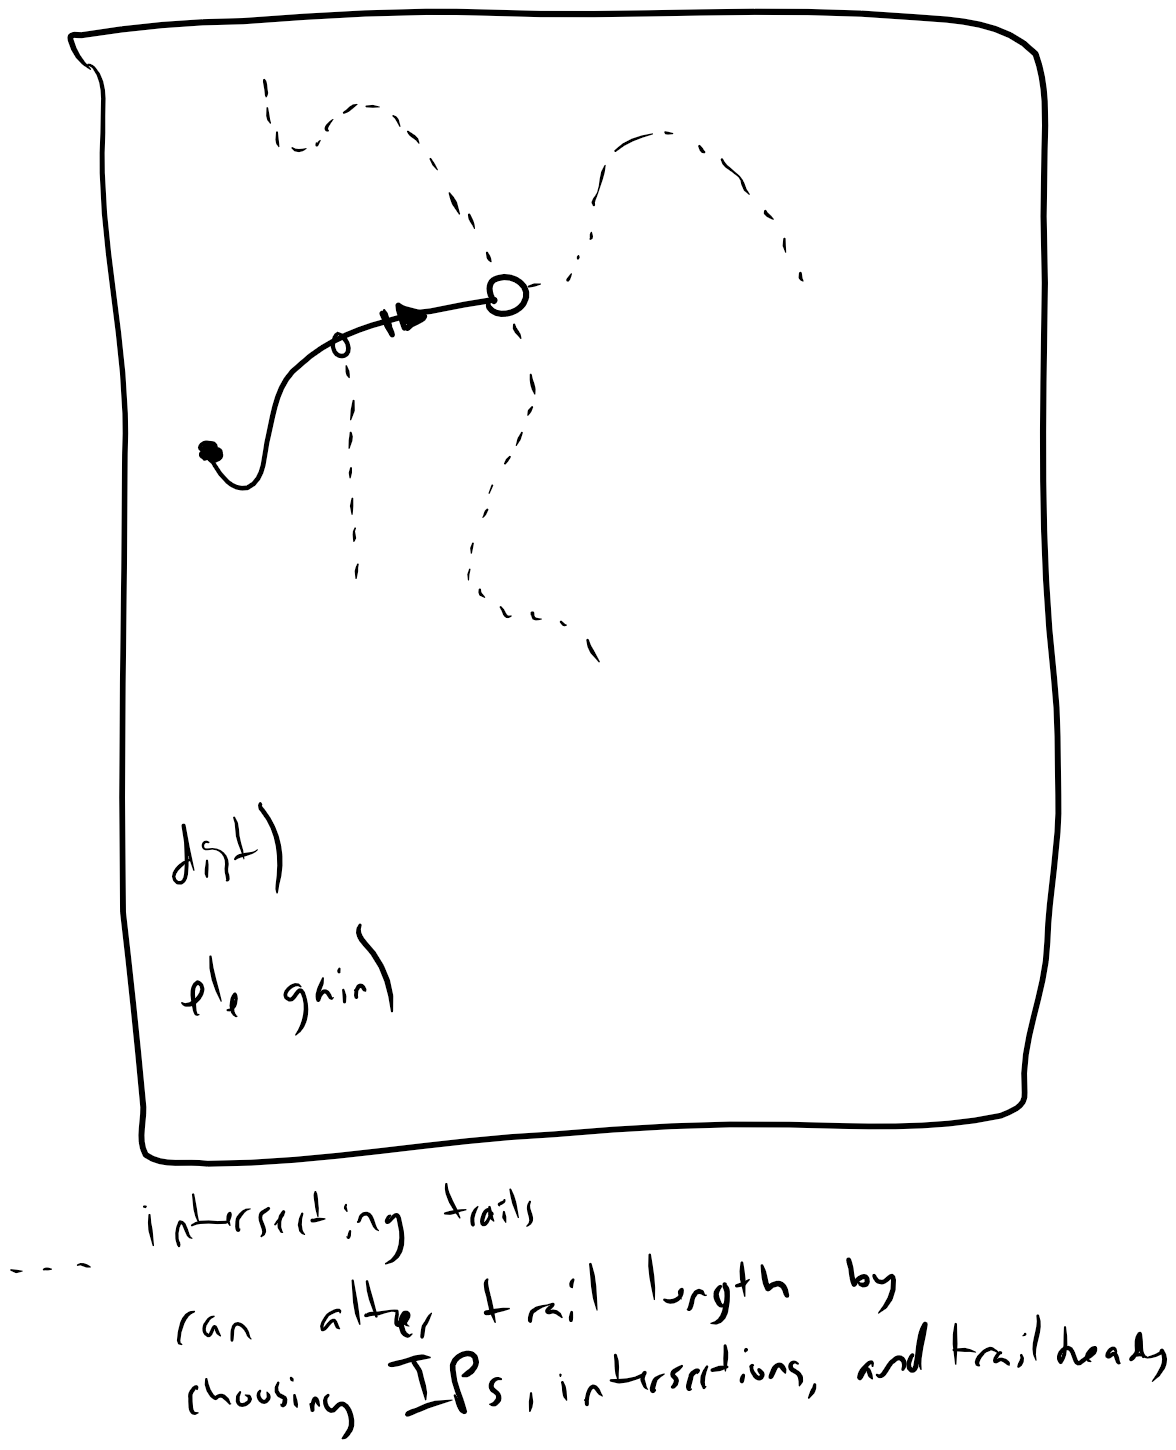 dist)
ele gain)
intersecting trails
can alter trail length by
choosing IPs, intersections, and trailheads